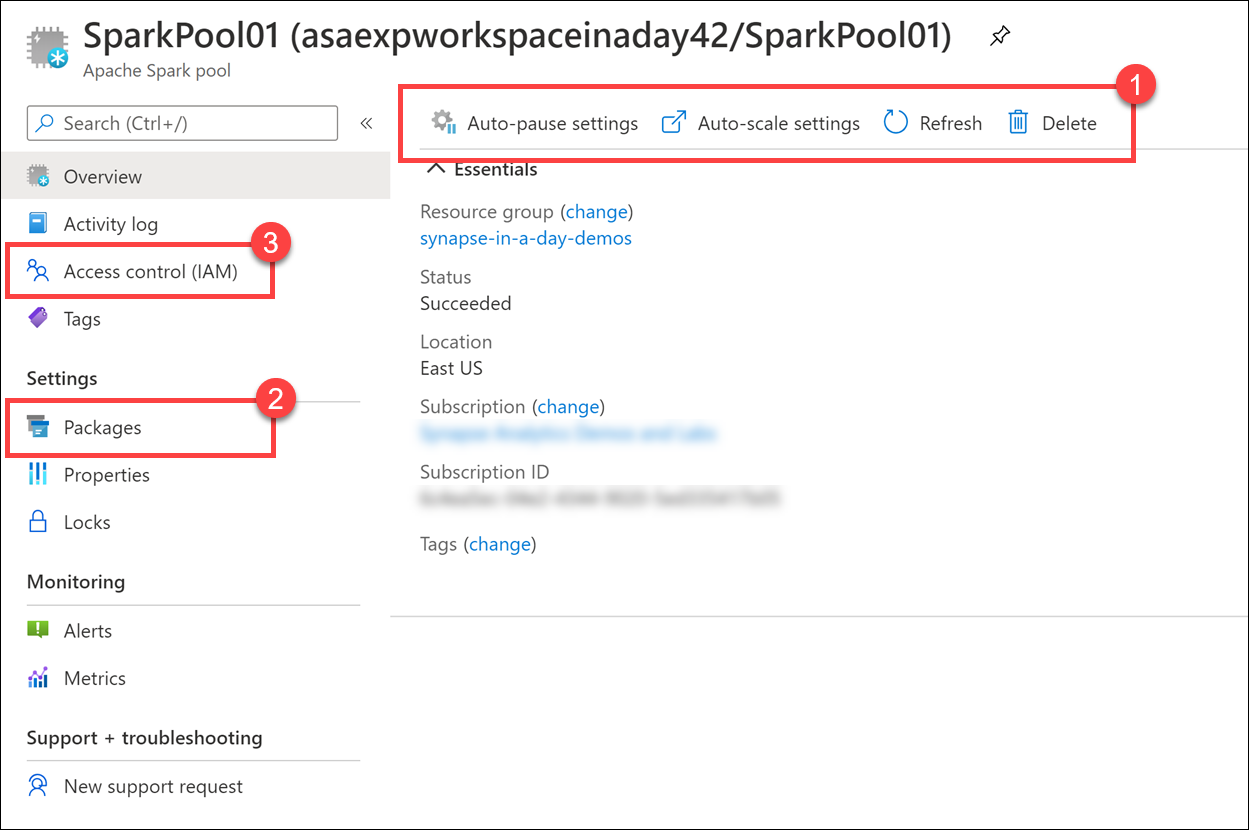 SparkPool01 (asaexpworkspaceinaday42/SparkPool01)
Apache Spark pool
Search (Ctrl+/)
«
Overview
Activity log
3
Access control (IAM)
Tags
Settings
2
Packages
Properties
Locks
Monitoring
Alerts
Metrics
Support + troubleshooting
New support request
1
Auto-pause settings Auto-scale settings Refresh Delete
Essentials
Resource group (change)
synapse-in-a-day-demos
Status
Succeeded
Location
East US
Subscription (change)
Subscription ID
Tags (change)